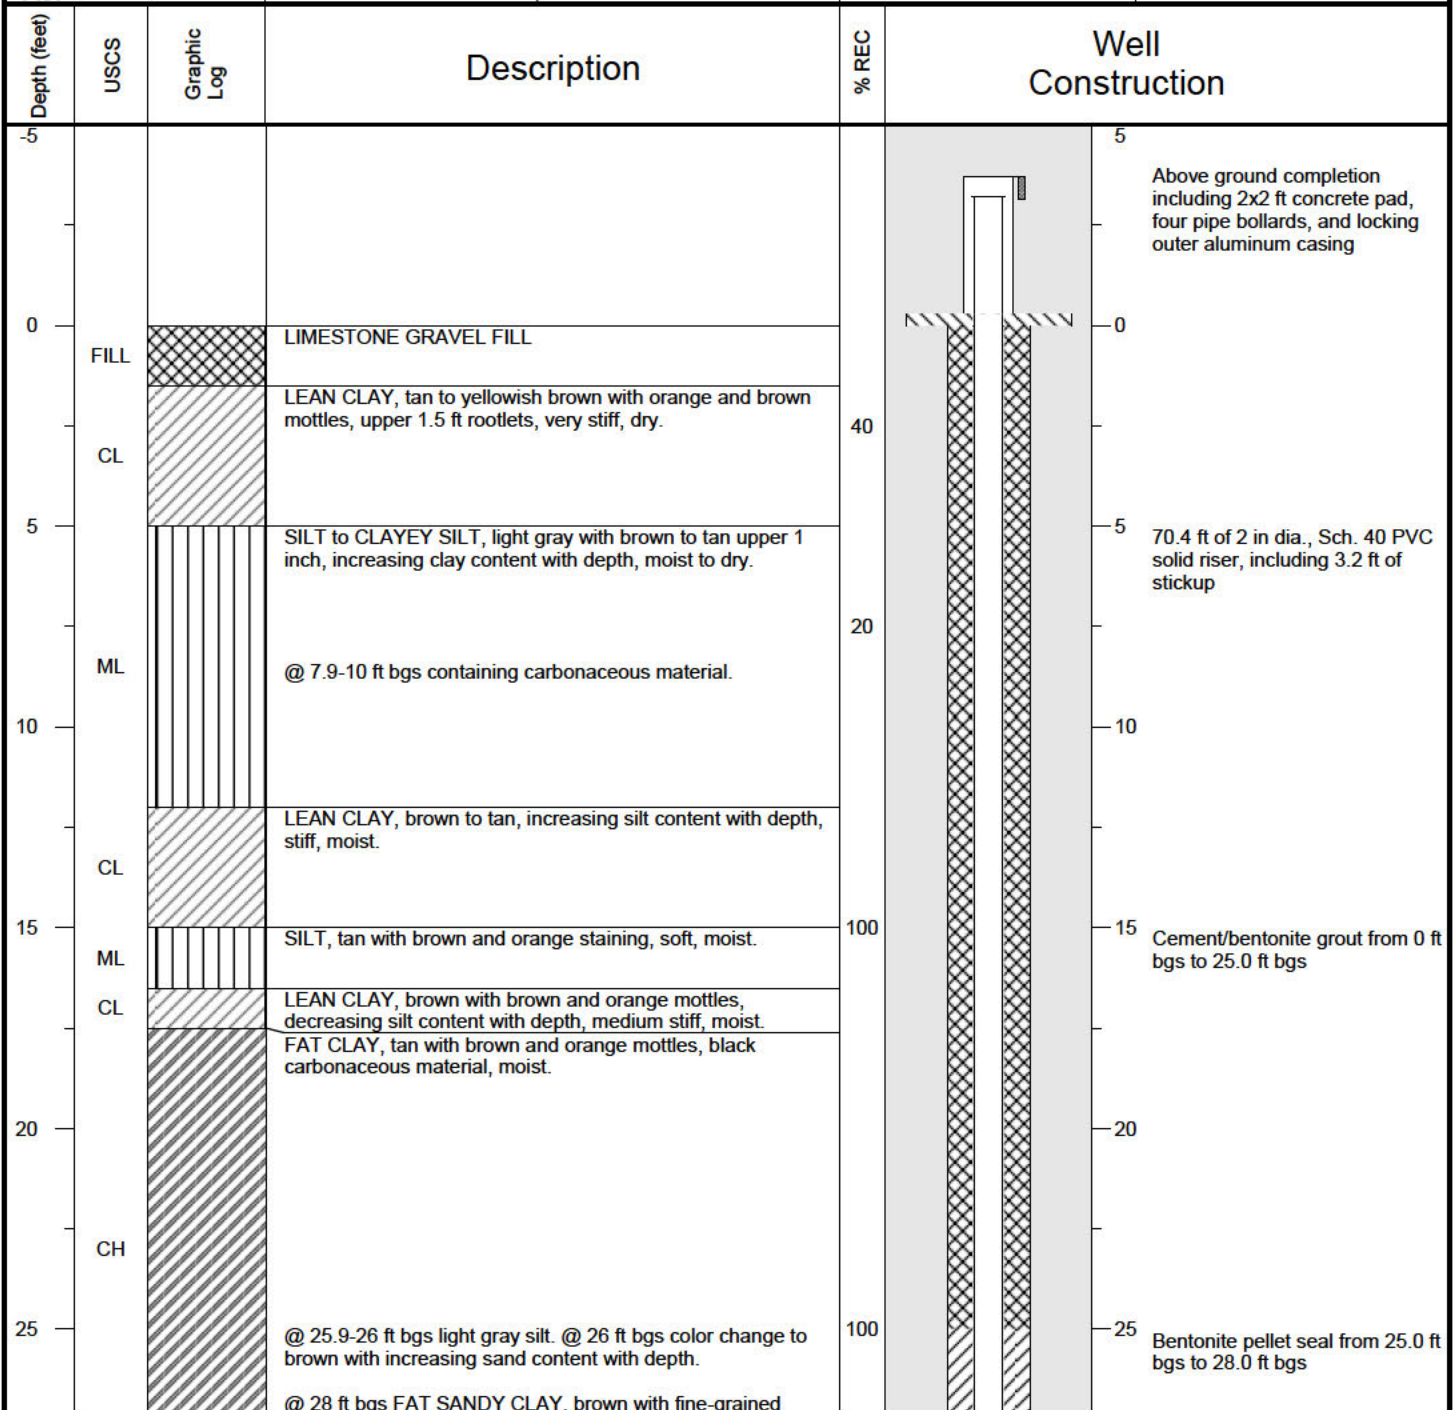 Depth (feet)
USCS
Graphic
Log
Description
% REC
Well
Construction
-5
5
Above ground completion
including 2x2 ft concrete pad,
four pipe bollards, and locking
outer aluminum casing
0
FILL
LIMESTONE GRAVEL FILL
0
LEAN CLAY, tan to yellowish brown with orange and brown
mottles, upper 1.5 ft rootlets, very stiff, dry.
CL
40
5
SILT to CLAYEY SILT, light gray with brown to tan upper 1
inch, increasing clay content with depth, moist to dry.
5
70.4 ft of 2 in dia., Sch. 40 PVC
solid riser, including 3.2 ft of
stickup
20
ML
@ 7.9-10 ft bgs containing carbonaceous material.
10
10
LEAN CLAY, brown to tan, increasing silt content with depth,
stiff, moist.
CL
15
SILT, tan with brown and orange staining, soft, moist.
100
15
Cement/bentonite grout from 0 ft
bgs to 25.0 ft bgs
ML
CL
LEAN CLAY, brown with brown and orange mottles,
decreasing silt content with depth, medium stiff, moist.
FAT CLAY, tan with brown and orange mottles, black
carbonaceous material, moist.
20
20
CH
25
@ 25.9-26 ft bgs light gray silt. @ 26 ft bgs color change to
brown with increasing sand content with depth.
100
25
Bentonite pellet seal from 25.0 ft
bgs to 28.0 ft bgs
@ 28 ft bgs FAT SANDY CLAY, brown with fine-grained